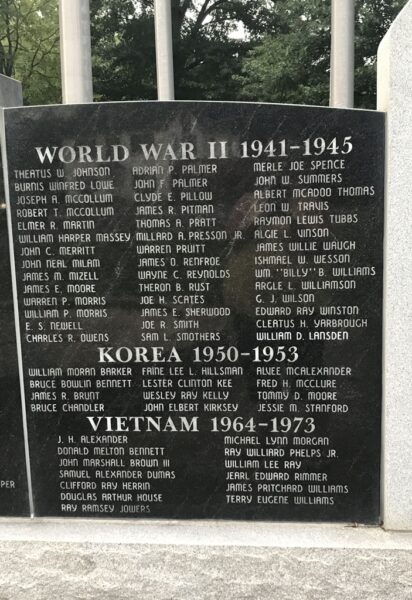 WORLD WAR II 1941-1945
THEATUS W. JOHNSON
BURNIS WINFRED LOWE
JOSEPH A. MCCOLLUM
ROBERT T. MCCOLLUM
ELMER R. MARTIN
WILLIAM HARPER MASSEY
JOHN C. MERRITT
JOHN NEAL MILAM
JAMES M. MIZELL
JAMES E. MOORE
WARREN P. MORRIS
WILLIAM P. MORRIS
E. S. NEWELL
CHARLES R. OWENS
ADRIAN P. PALMER
JOHN F. PALMER
CLYDE E. PILLOW
JAMES R. PITMAN
THOMAS A. PRATT
MILLARD A. PRESSON JR.
WARREN PRUITT
JAMES O. RENFROE
WAYNE C. REYNOLDS
THERON B. RUST
JOE H. SCATES
JAMES E. SHERWOOD
JOE R. SMITH
SAM L. SMOTHERS
MERLE JOE SPENCE
JOHN W. SUMMERS
ALBERT MCADOO THOMAS
LEON W. TRAVIS
RAYMON LEWIS TUBBS
ALGIE L. VINSON
JAMES WILLIE WAUGH
ISHMAEL W. WESSON
WM. "BILLY" B. WILLIAMS
ARGLE L. WILLIAMSON
G. J. WILSON
EDWARD RAY WINSTON
CLEATUS H. YARBROUGH
WILLIAM D. LANSDEN
KOREA 1950-1953
WILLIAM MORAN BARKER
BRUCE BOWLIN BENNETT
JAMES R. BRUNT
BRUCE CHANDLER
FAINE LEE L. HILLSMAN
LESTER CLINTON KEE
WESLEY RAY KELLY
JOHN ELBERT KIRKSEY
ALVEE MCALEXANDER
FRED H. MCCLURE
TOMMY D. MOORE
JESSIE M. STANFORD
VIETNAM 1964-1973
J. H. ALEXANDER
DONALD MELTON BENNETT
JOHN MARSHALL BROWN III
SAMUEL ALEXANDER DUMAS
CLIFFORD RAY HERRIN
DOUGLAS ARTHUR HOUSE
RAY RAMSEY JOWERS
MICHAEL LYNN MORGAN
RAY WILLIARD PHELPS JR.
WILLIAM LEE RAY
JEARL EDWARD RIMMER
JAMES PRITCHARD WILLIAMS
TERRY EUGENE WILLIAMS